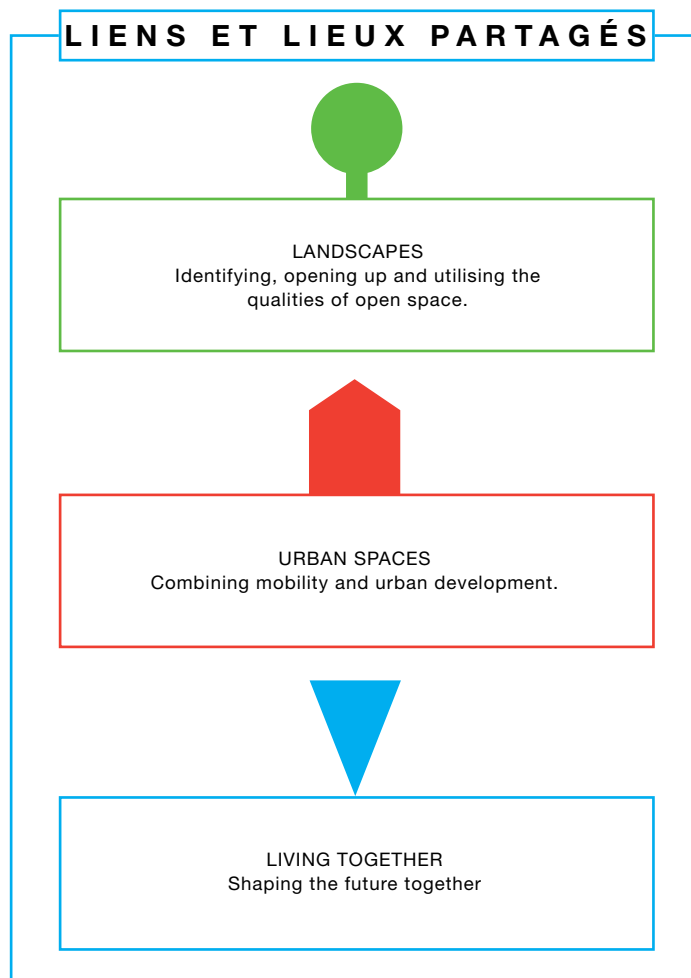 LIENS ET LIEUX PARTAGÉS
LANDSCAPES
Identifying, opening up and utilising the
qualities of open space.
URBAN SPACES
Combining mobility and urban development.
LIVING TOGETHER
Shaping the future together